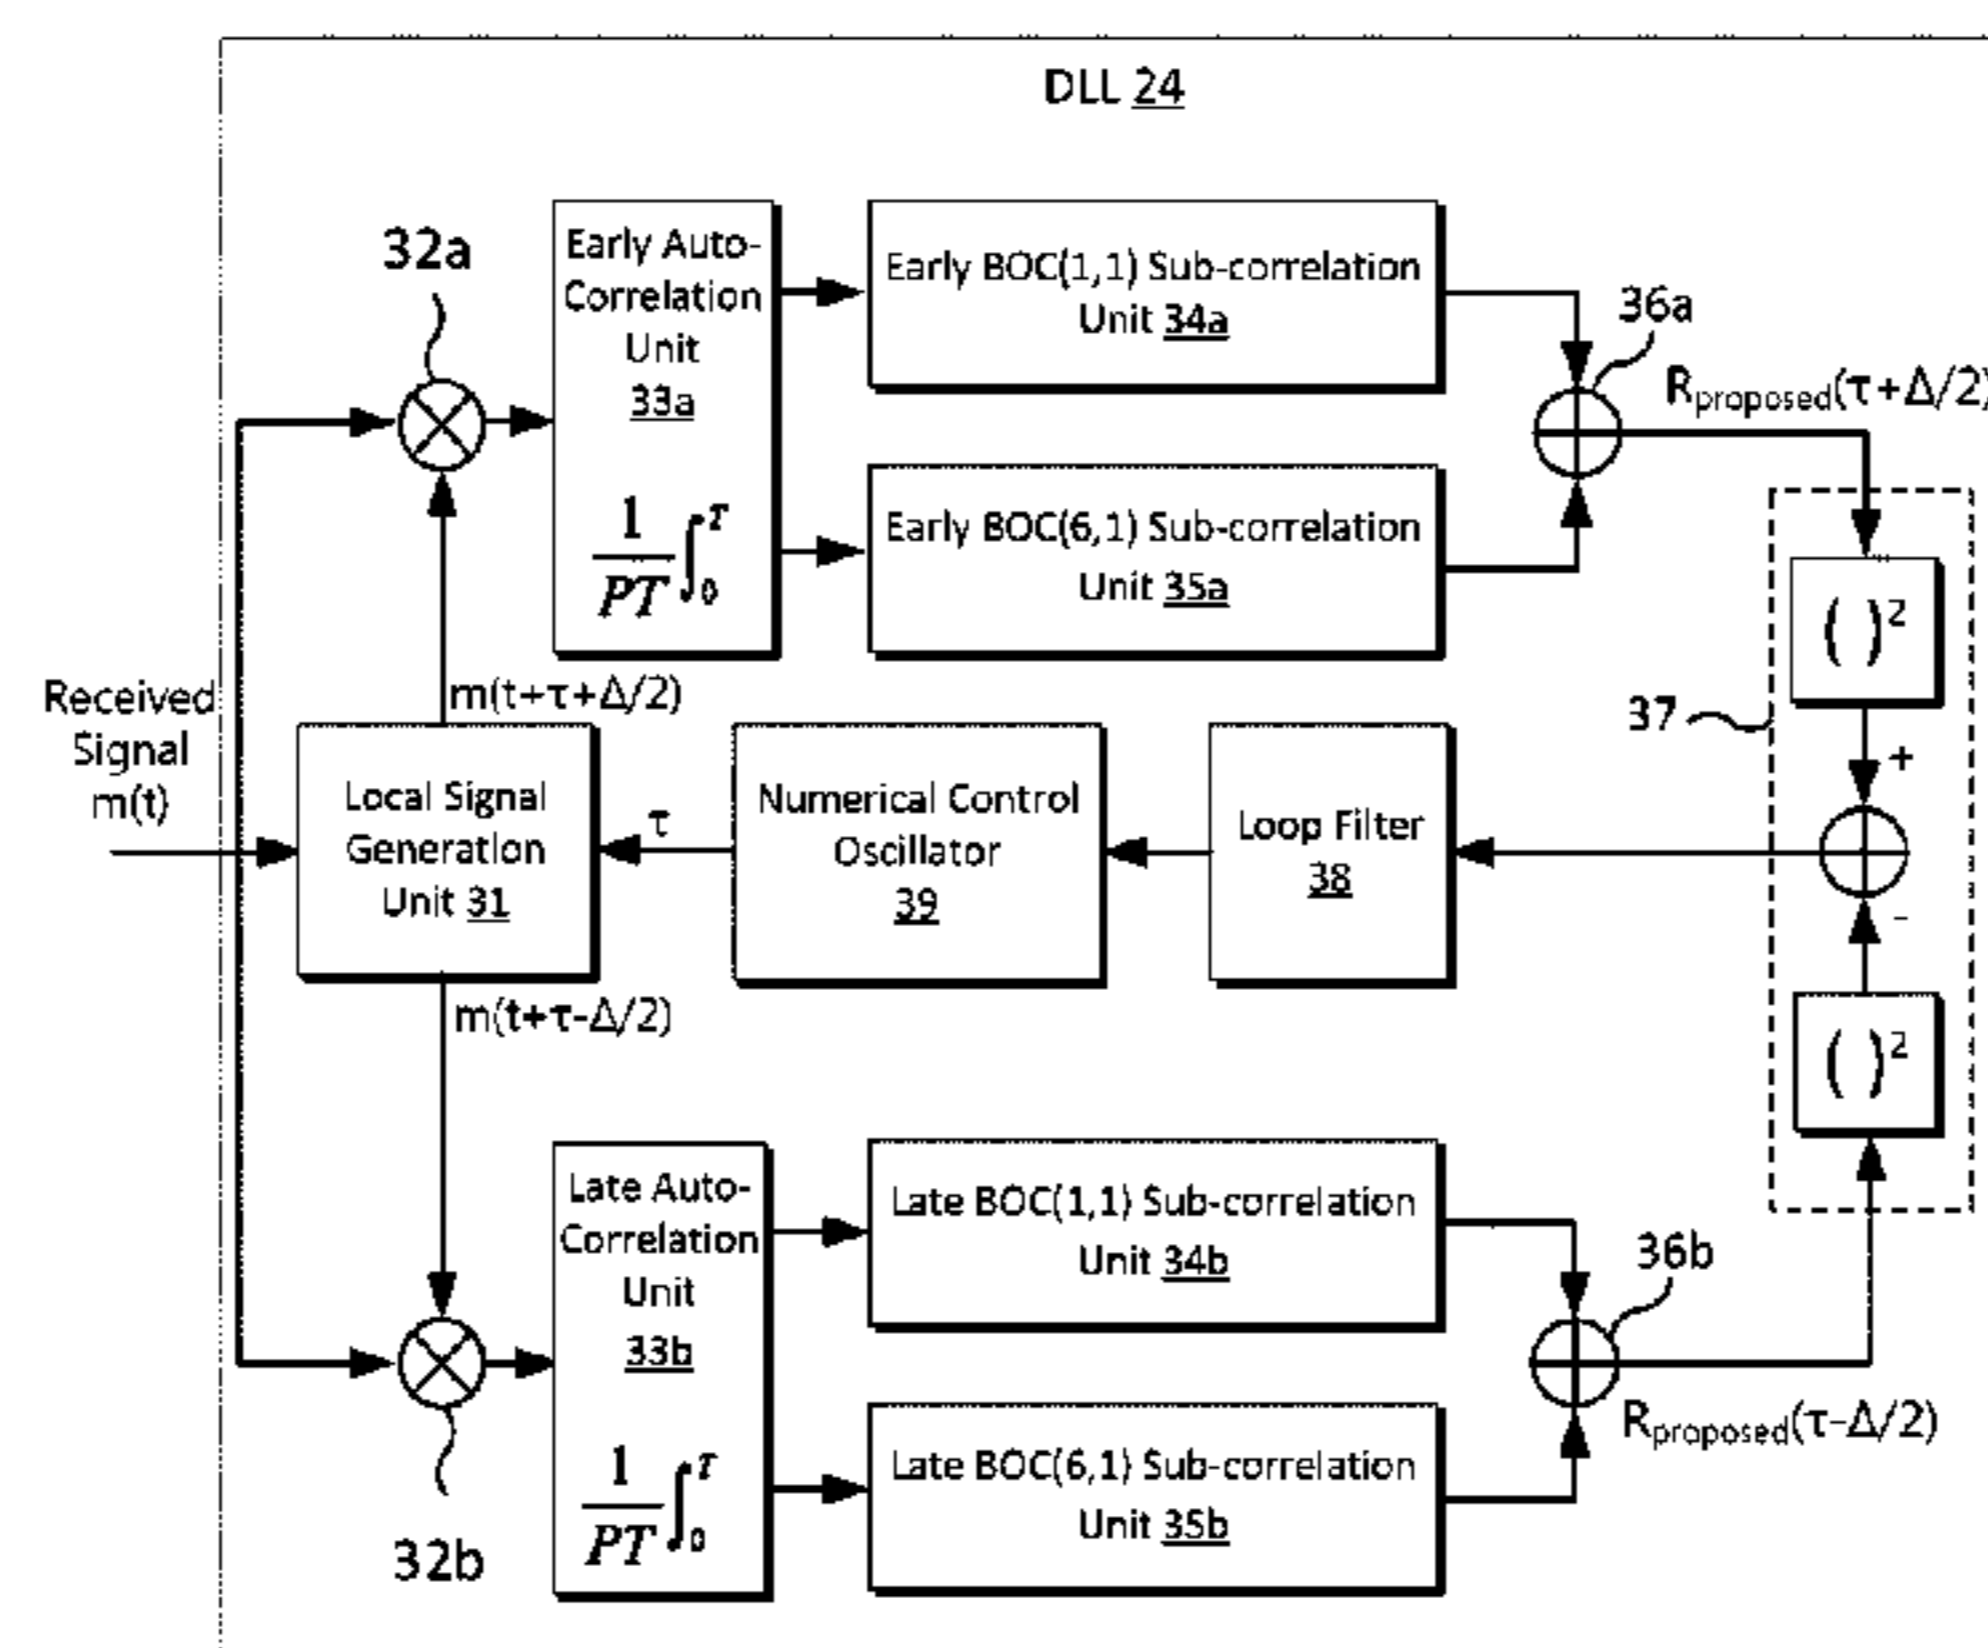 DLL 24
32a
Early Auto-
Correlation
Unit
33a
1
PT
∫
T
0
Early BOC(1,1) Sub-correlation
Unit 34a
Early BOC(6,1) Sub-correlation
Unit 35a
36a
Rproposed(τ+Δ/2)
( )²
37
+
-
( )²
Received
Signal
m(t)
m(t+τ+Δ/2)
Local Signal
Generation
Unit 31
τ
Numerical Control
Oscillator
39
Loop Filter
38
m(t+τ-Δ/2)
32b
Late Auto-
Correlation
Unit
33b
1
PT
∫
T
0
Late BOC(1,1) Sub-correlation
Unit 34b
Late BOC(6,1) Sub-correlation
Unit 35b
36b
Rproposed(τ-Δ/2)